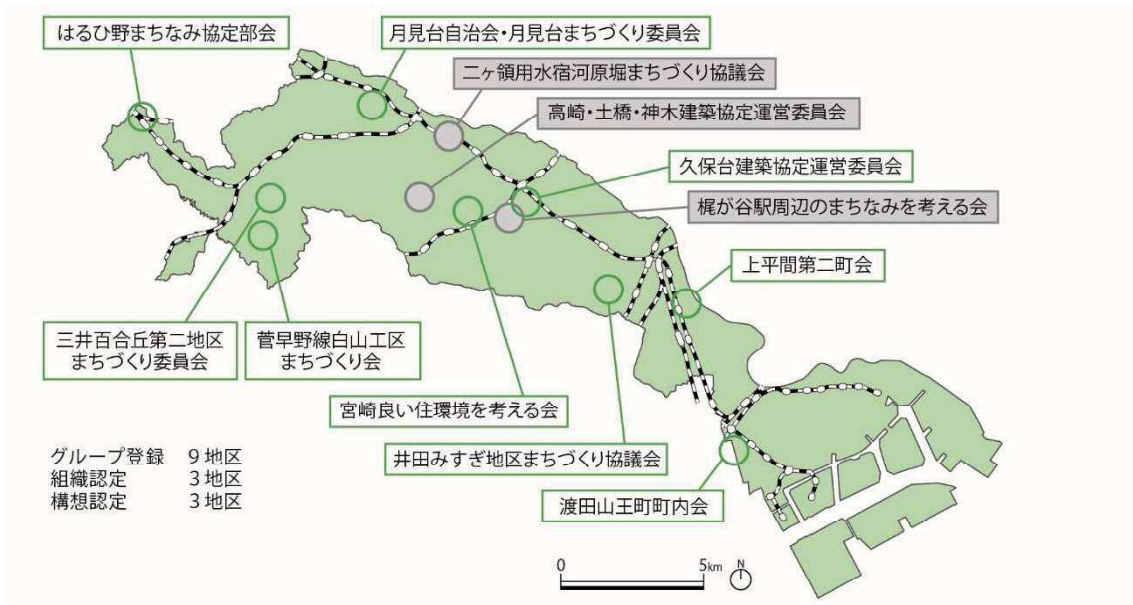 はるひ野まちなみ協定部会
月見台自治会・月見台まちづくり委員会
二ヶ領用水宿河原堀まちづくり協議会
高崎・土橋・神木建築協定運営委員会
久保台建築協定運営委員会
梶が谷駅周辺のまちなみを考える会
上平間第二町会
三井百合丘第二地区
まちづくり委員会
菅早野線白山工区
まちづくり会
宮崎良い住環境を考える会
井田みすぎ地区まちづくり協議会
渡田山王町町内会
グループ登録 9地区
組織認定 3地区
構想認定 3地区
0 5km N